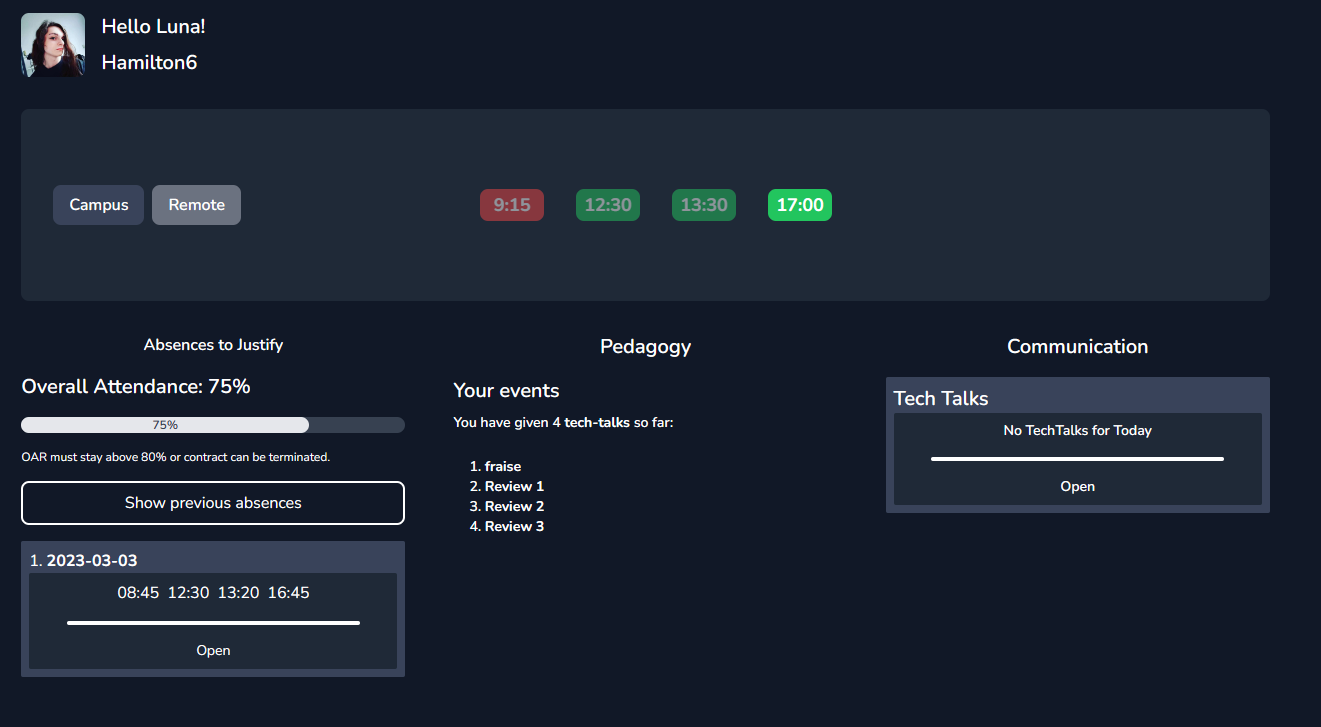 Hello Luna!
Hamilton6
Campus Remote 9:15 12:30 13:30 17:00
Absences to Justify
Overall Attendance: 75%
75%
OAR must stay above 80% or contract can be terminated.
Show previous absences
1. 2023-03-03
08:45 12:30 13:20 16:45
Open
Pedagogy
Your events
You have given 4 tech-talks so far:
1. fraise
2. Review 1
3. Review 2
4. Review 3
Communication
Tech Talks
No TechTalks for Today
Open